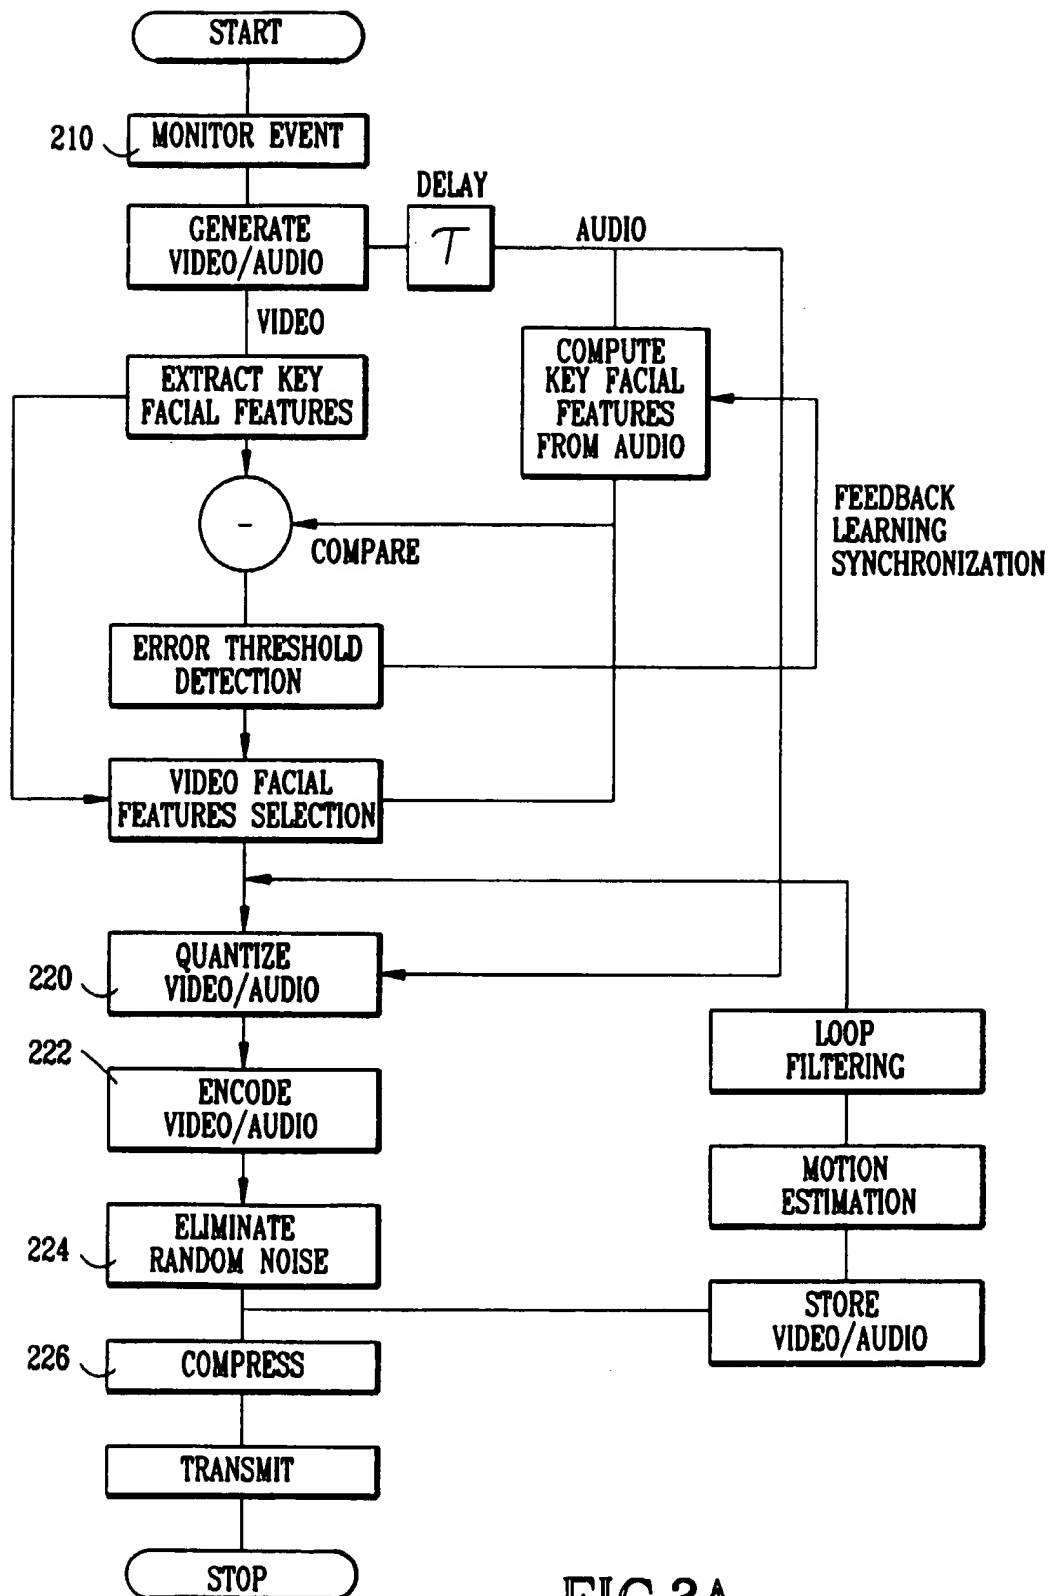 START
210
MONITOR EVENT
DELAY
GENERATE
VIDEO/AUDIO
T
AUDIO
VIDEO
EXTRACT KEY
FACIAL FEATURES
COMPUTE
KEY FACIAL
FEATURES
FROM AUDIO
-
COMPARE
FEEDBACK
LEARNING
SYNCHRONIZATION
ERROR THRESHOLD
DETECTION
VIDEO FACIAL
FEATURES SELECTION
220
QUANTIZE
VIDEO/AUDIO
LOOP
FILTERING
222
ENCODE
VIDEO/AUDIO
MOTION
ESTIMATION
224
ELIMINATE
RANDOM NOISE
STORE
VIDEO/AUDIO
226
COMPRESS
TRANSMIT
STOP
FIG.3A